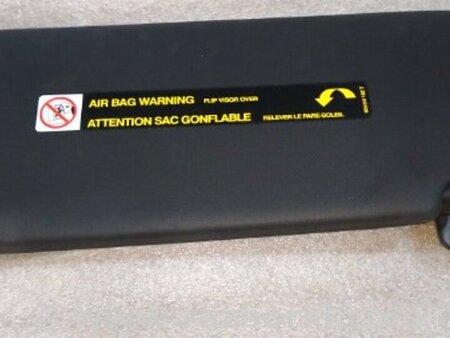 AIR BAG WARNING FLIP VISOR OVER
ATTENTION SAC GONFLABLE RELEVER LE PARE-SOLEIL